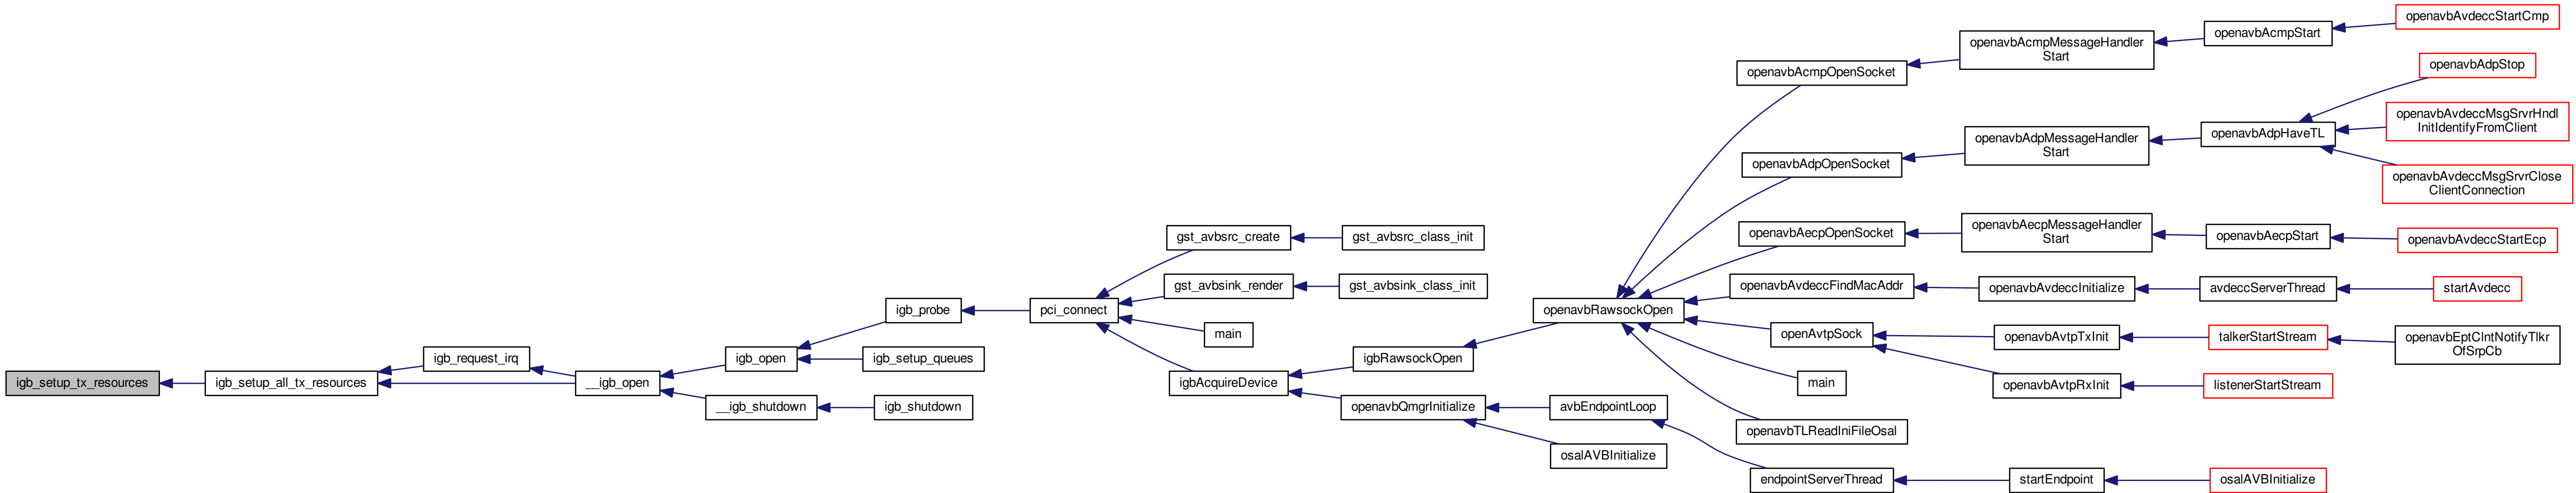 igb_setup_tx_resources
igb_setup_all_tx_resources
igb_request_irq
__igb_open
igb_open
__igb_shutdown
igb_probe
igb_setup_queues
igb_shutdown
pci_connect
gst_avbsrc_create
gst_avbsrc_class_init
gst_avbsink_render
gst_avbsink_class_init
main
igbAcquireDevice
igbRawsockOpen
openavbQmgrInitialize
avbEndpointLoop
osalAVBInitialize
openavbRawsockOpen
openavbAcmpOpenSocket
openavbAcmpMessageHandler
Start
openavbAcmpStart
openavbAvdeccStartCmp
openavbAdpOpenSocket
openavbAdpMessageHandler
Start
openavbAdpHaveTL
openavbAdpStop
openavbAvdeccMsgSrvrHndl
InitIdentifyFromClient
openavbAvdeccMsgSrvrClose
ClientConnection
openavbAecpOpenSocket
openavbAecpMessageHandler
Start
openavbAecpStart
openavbAvdeccStartEcp
openavbAvdeccFindMacAddr
openavbAvdeccInitialize
avdeccServerThread
startAvdecc
openAvtpSock
openavbAvtpTxInit
talkerStartStream
openavbEptClntNotifyTlkr
OfSrpCb
openavbAvtpRxInit
listenerStartStream
main
openavbTLReadIniFileOsal
endpointServerThread
startEndpoint
osalAVBInitialize